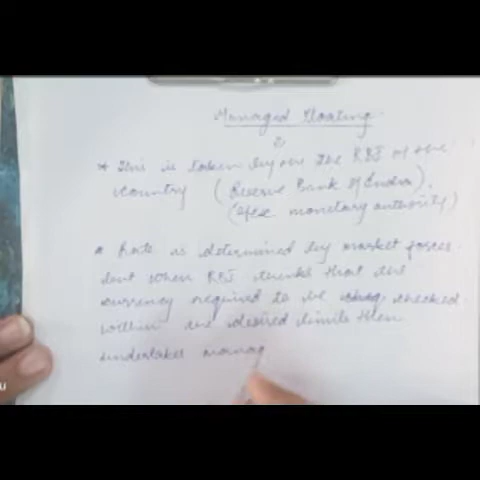 Managed Floating
* This is taken by the RBI of the
country (Reserve Bank of India).
(Apex monetary authority)
* Rate is determined by market forces
but when RBI thinks that the
currency required to be checked
within the desired limits then
undertakes manag
u